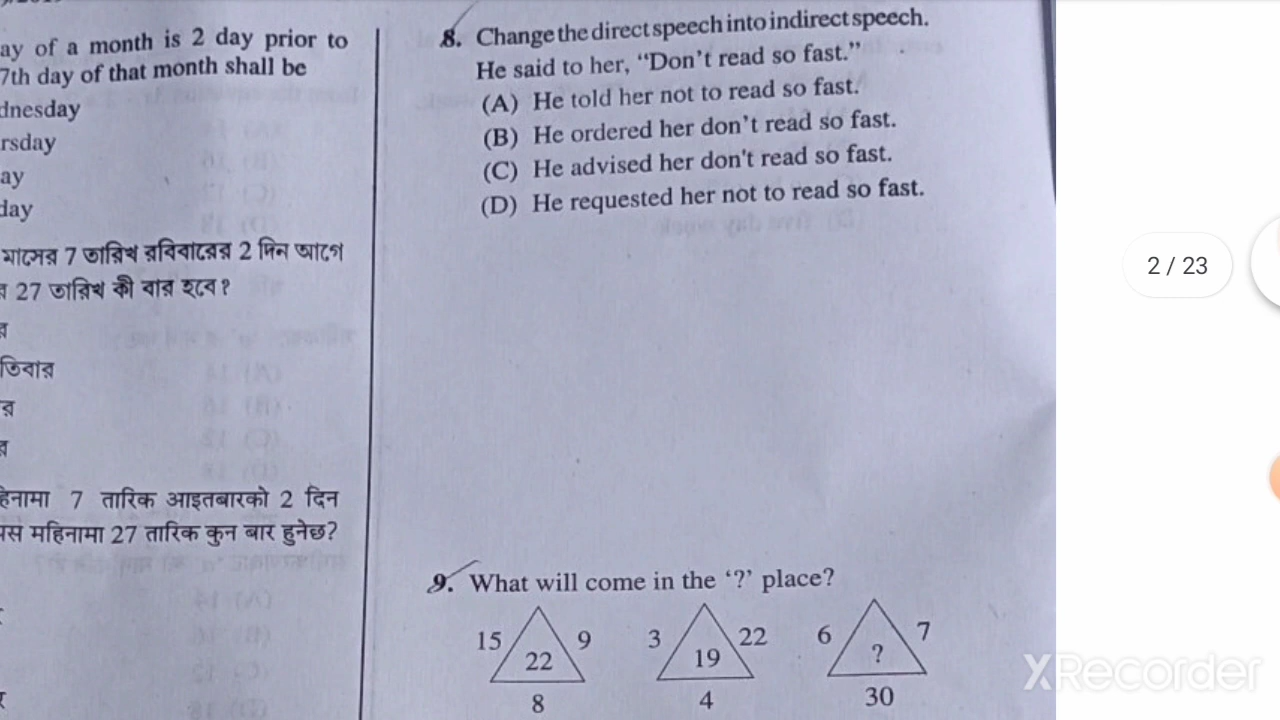 ay of a month is 2 day prior to
7th day of that month shall be
dnesday
rsday
ay
day
মাসের 7 তারিখ রবিবারের 2 দিন আগে
র 27 তারিখ কী বার হবে?
র
তিবার
র
র
हिनामा 7 तारिक आइतबारको 2 दिन
यस महिनामा 27 तारिक कुन बार हुनेछ?
8. Change the direct speech into indirect speech.
He said to her, “Don’t read so fast.”
(A) He told her not to read so fast.
(B) He ordered her don’t read so fast.
(C) He advised her don't read so fast.
(D) He requested her not to read so fast.
9. What will come in the ‘?’ place?
15 9 3 22 6 7
22 19 ?
8 4 30
2 / 23
XRecorder